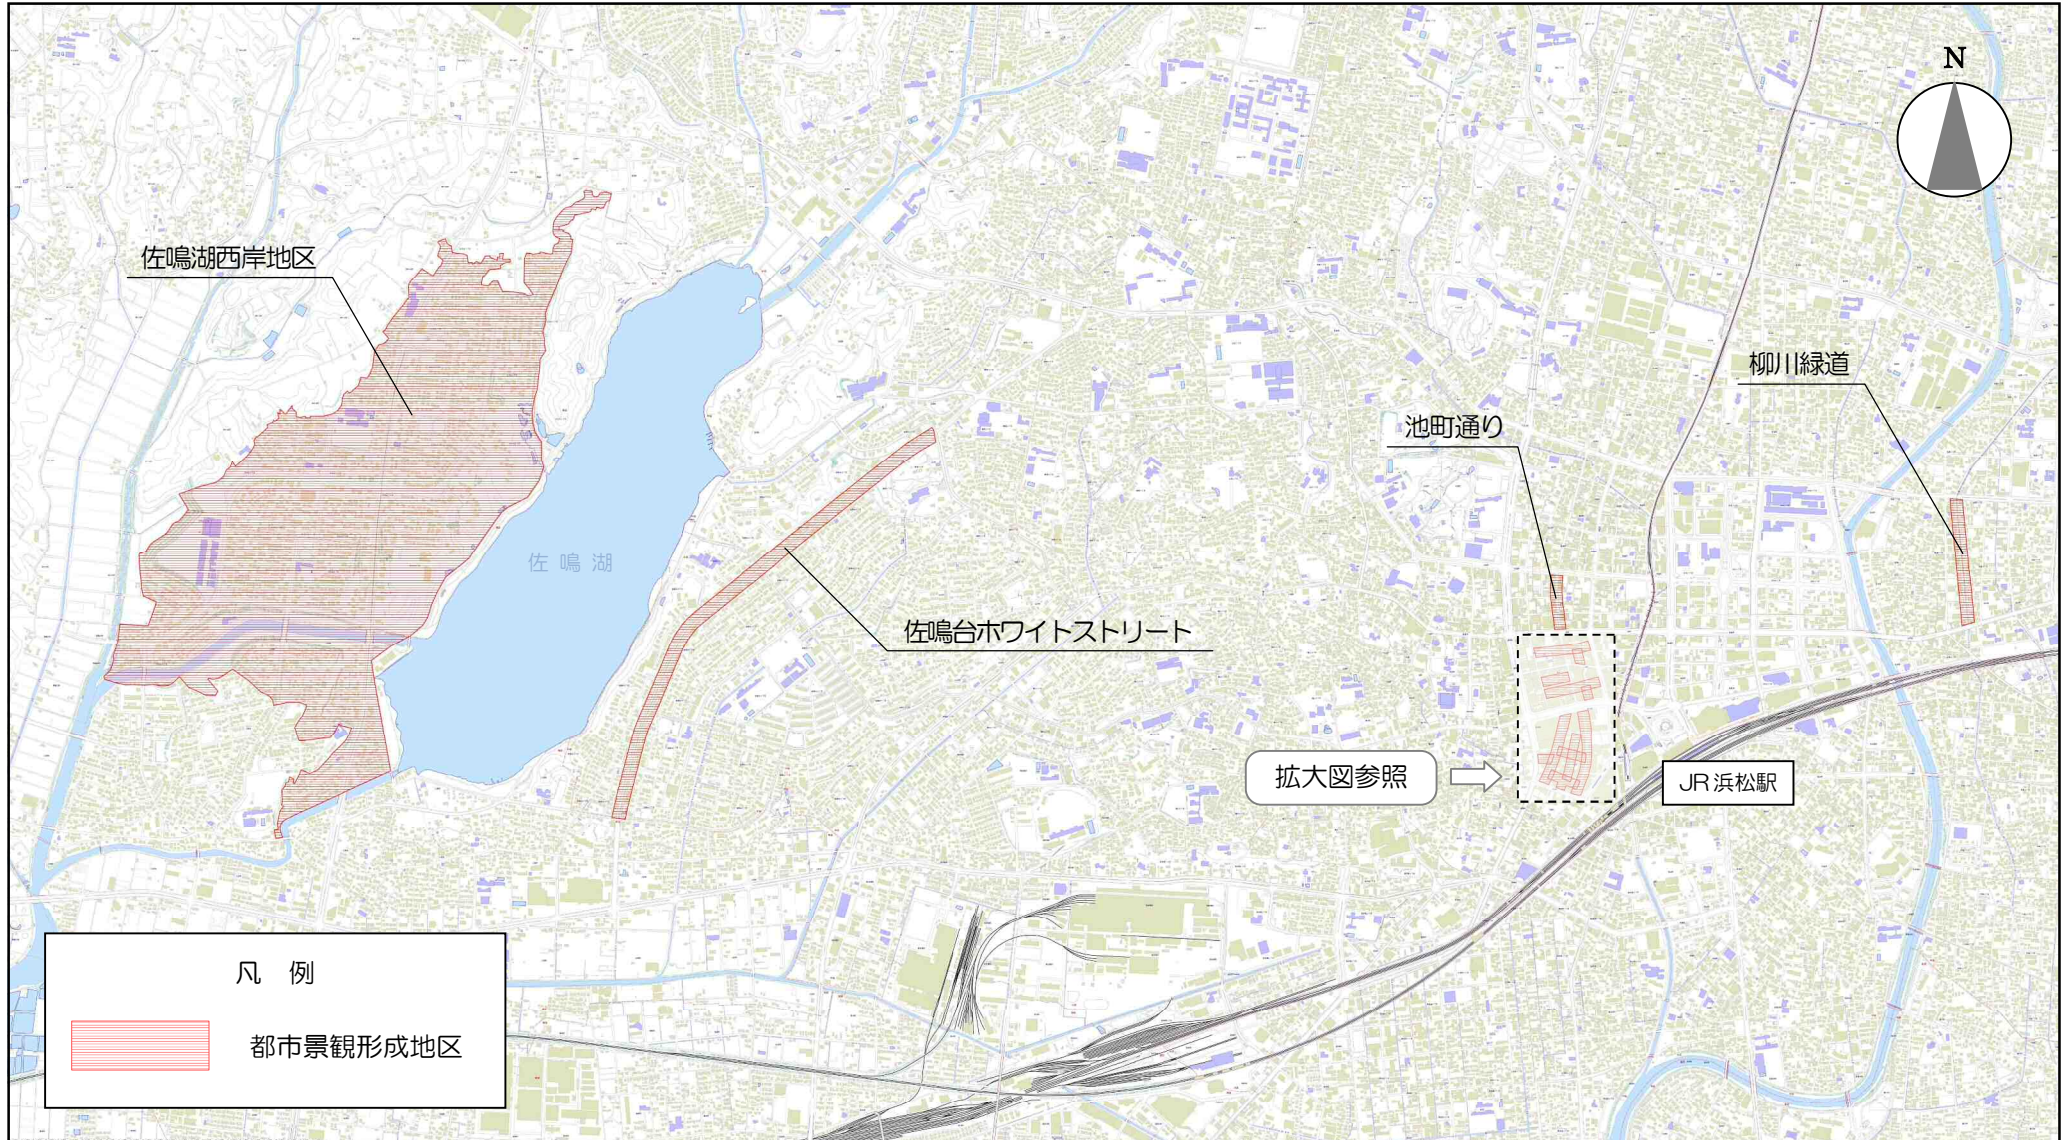 N
佐鳴湖西岸地区
柳川緑道
池町通り
佐鳴湖
佐鳴台ホワイトストリート
拡大図参照
JR浜松駅
凡 例
都市景観形成地区